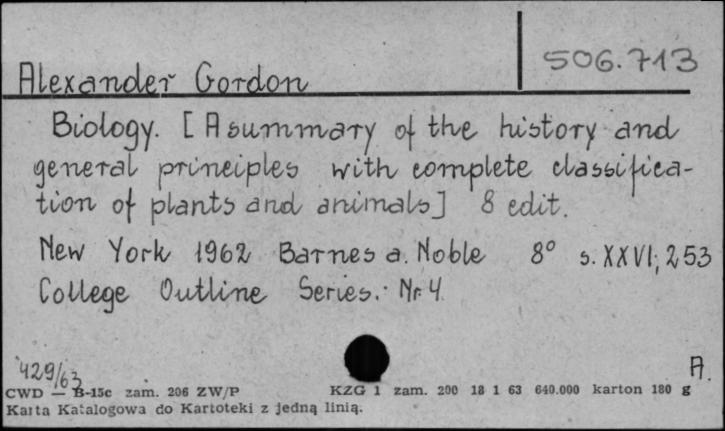 506.713
Alexander Gordon
Biology. [A summary of the history and
general principles with complete classifica-
tion of plants and animals] 8 edit.
New York 1962 Barnes a. Noble 8° s. XXVI, 253
College Outline Series. Nr 4
429/63
A.
CWD — B-15c zam. 206 ZW/P KZG 1 zam. 200 18 1 63 640.000 karton 180 g
Karta Katalogowa do Kartoteki z jedną linią.